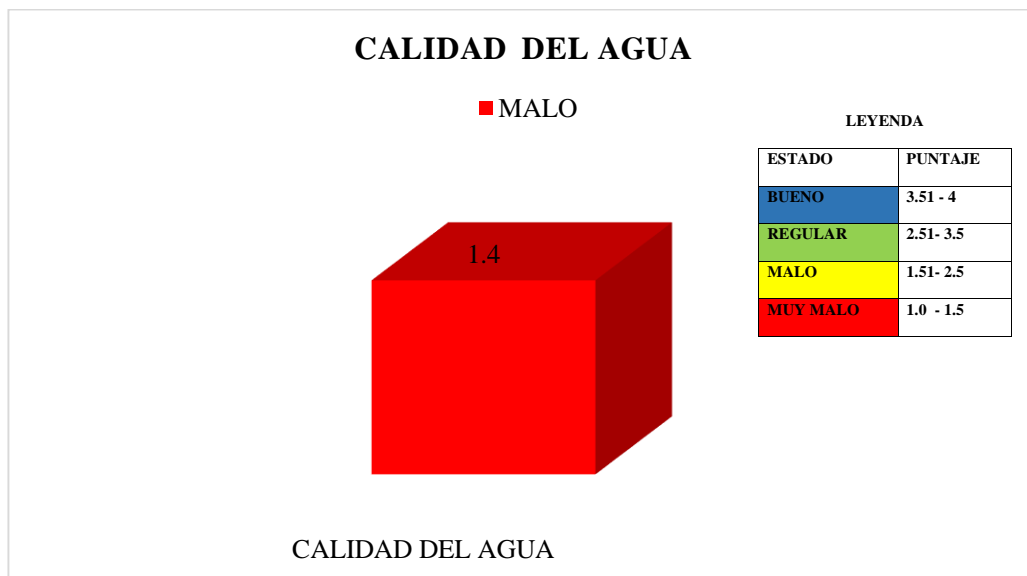 CALIDAD DEL AGUA
MALO
LEYENDA
ESTADO PUNTAJE
BUENO 3.51 - 4
REGULAR 2.51- 3.5
MALO 1.51- 2.5
MUY MALO 1.0 - 1.5
1.4
CALIDAD DEL AGUA